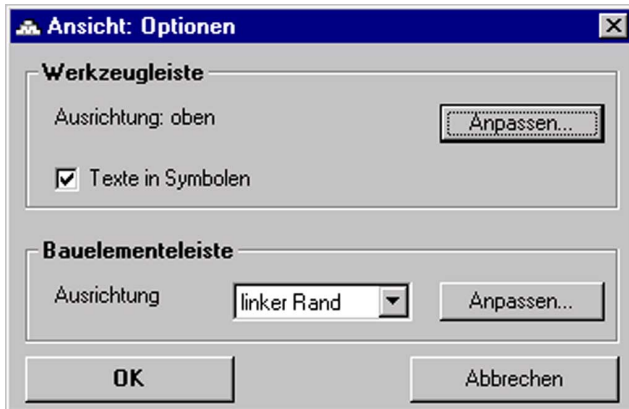 Ansicht: Optionen
Werkzeugleiste
Ausrichtung: oben
Anpassen...
Texte in Symbolen
Bauelementeleiste
Ausrichtung linker Rand Anpassen...
OK Abbrechen